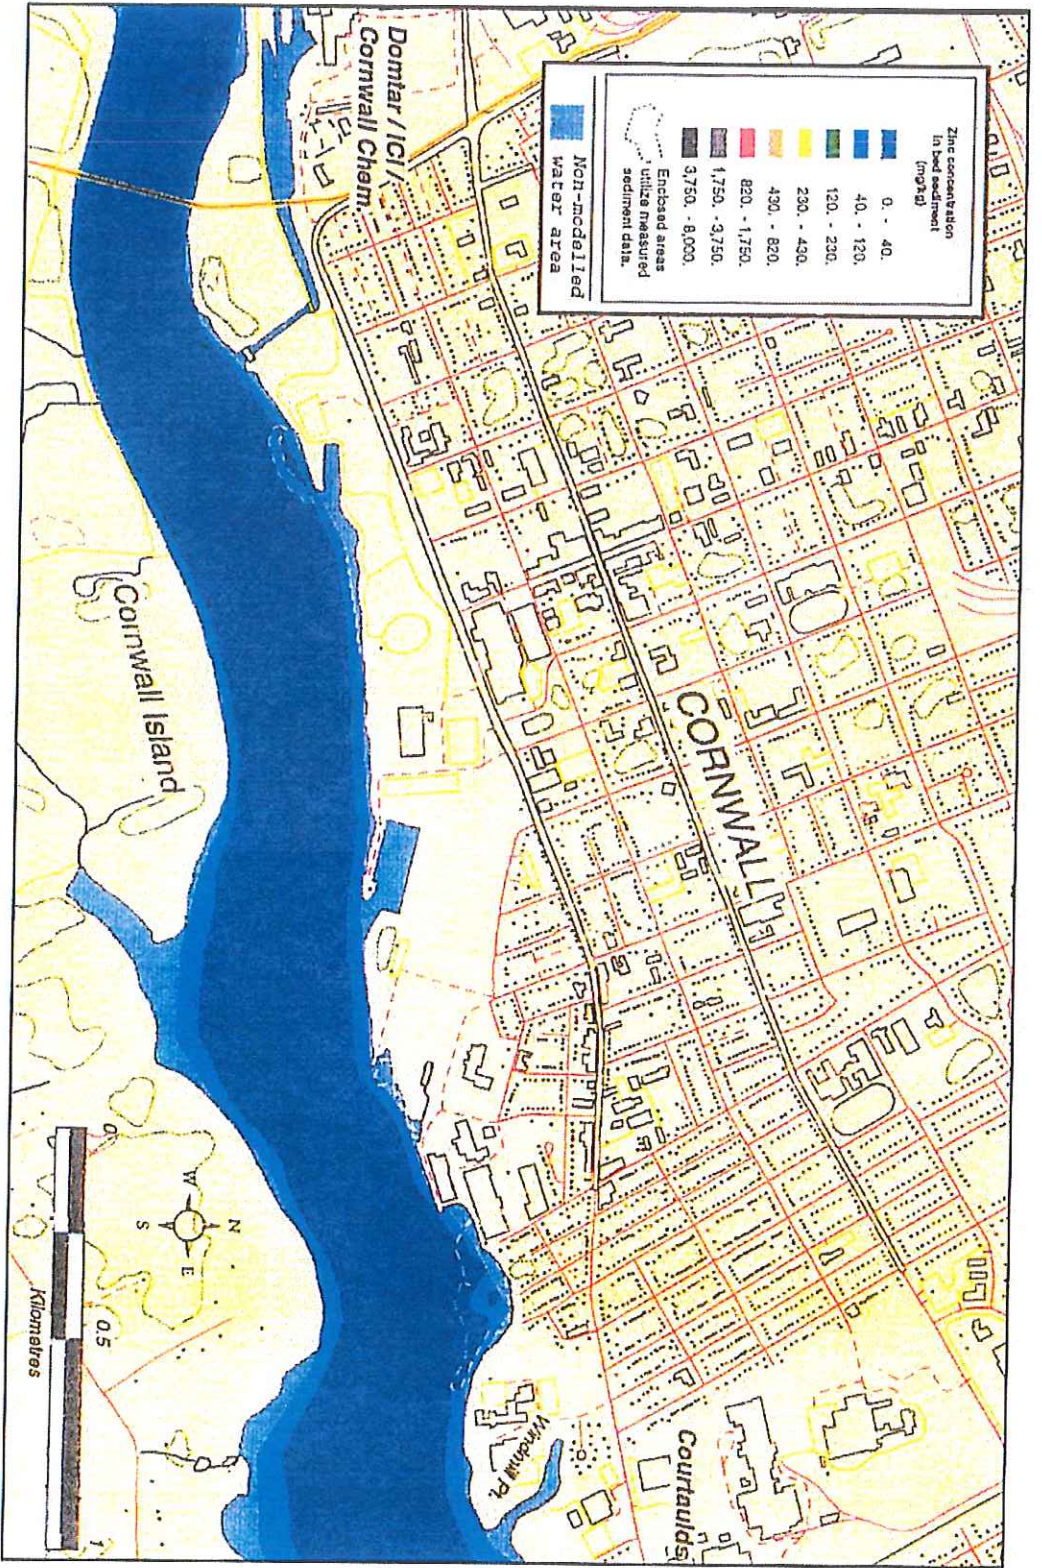 Zinc concentration
in bed sediment
(mg/kg)
0. - 40.
40. - 120.
120. - 230.
230. - 430.
430. - 820.
820. - 1,750.
1,750. - 3,750.
3,750. - 8,000.
Enclosed areas
utilize measured
sediment data.
Non-modelled
water area
Domtar / ICI /
Cornwall Chem
CORNWALL
Cornwall Island
Courtaulds
Windmill Pt.
N
W
E
S
0
0.5
1
Kilometres